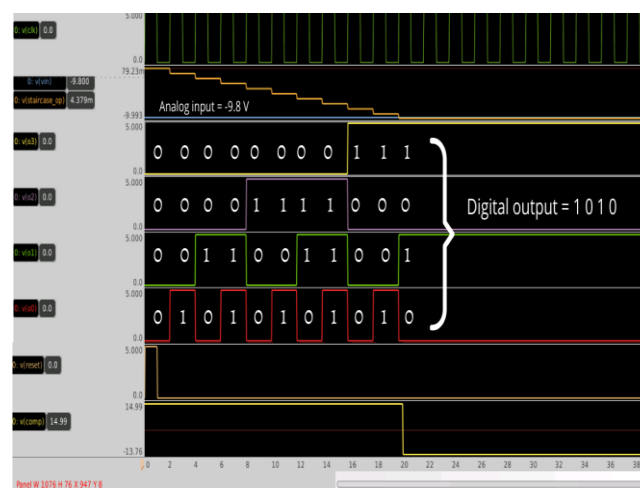 5.000
0: v(clk) 0.0
0.0
79.23m
0: v(vin) -9.800
0: v(staircase_op) 4.379m
Analog input = -9.8 V
-9.993
5.000
0: v(o3) 0.0
0 0 0 0 0 0 0 1 1 1
0.0
5.000
0: v(o2) 0.0
0 0 0 0 1 1 1 1 0 0 0
Digital output = 1 0 1 0
0.0
5.000
0: v(o1) 0.0
0 0 1 1 0 0 1 1 0 0 1
0.0
5.000
0: v(o0) 0.0
0 1 0 1 0 1 0 1 0 1 0
0.0
5.000
0: v(reset) 0.0
0.0
14.99
0: v(comp) 14.99
-13.76
0 2 4 6 8 10 12 14 16 18 20 22 24 26 28 30 32 34 36 38
Panel W 1076 H 76 X 947 Y 8